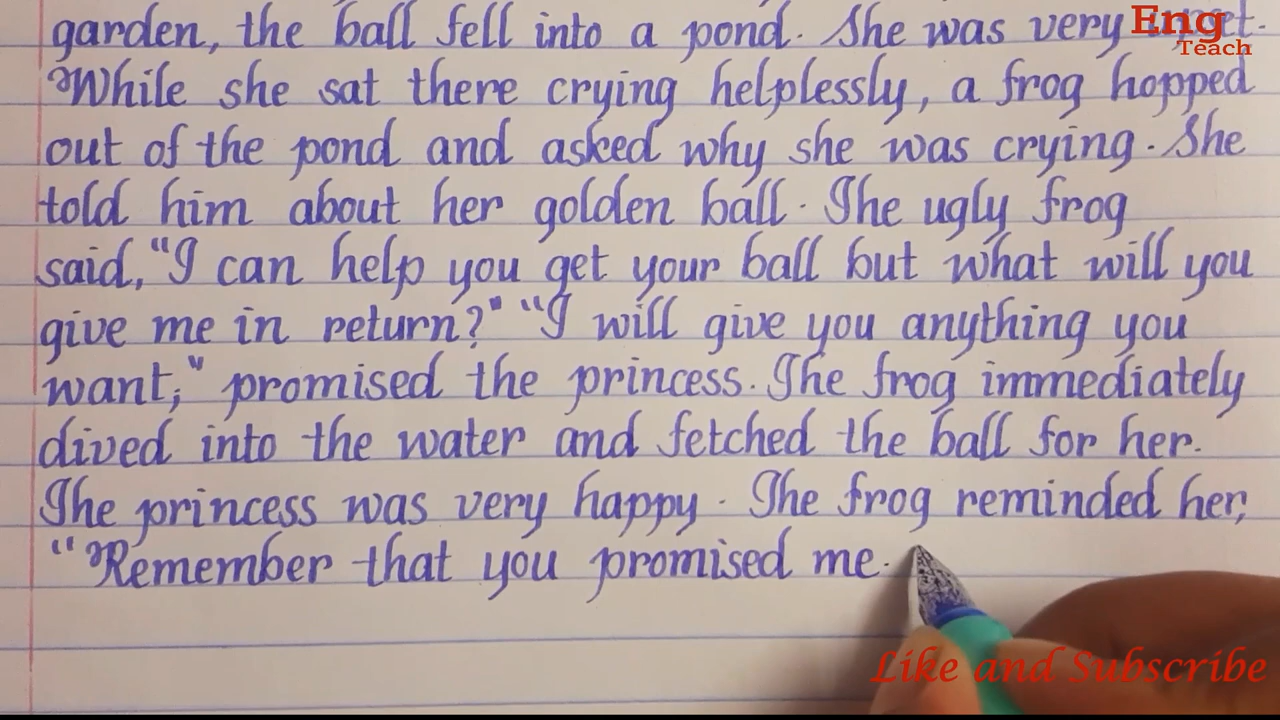 garden, the ball fell into a pond. She was very
Eng
Teach
While she sat there crying helplessly, a frog hopped
out of the pond and asked why she was crying. She
told him about her golden ball. The ugly frog
said, "I can help you get your ball but what will you
give me in return?" "I will give you anything you
want," promised the princess. The frog immediately
dived into the water and fetched the ball for her.
The princess was very happy. The frog reminded her,
"Remember that you promised me.
Like and Subscribe